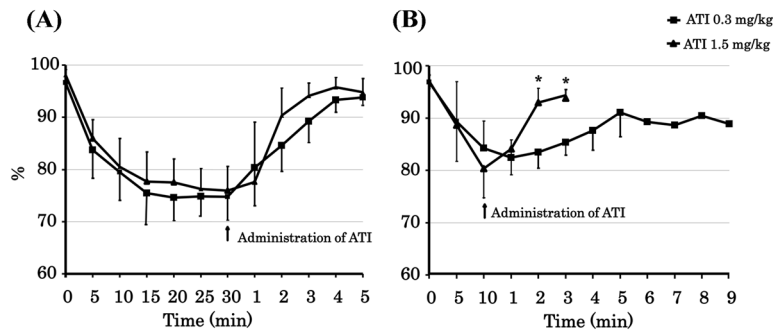 (A)
100
90
80
70
60
%
Administration of ATI
0 5 10 15 20 25 30 1 2 3 4 5
Time (min)
(B)
ATI 0.3 mg/kg
ATI 1.5 mg/kg
100
90
80
70
60
* *
Administration of ATI
0 5 10 1 2 3 4 5 6 7 8 9
Time (min)